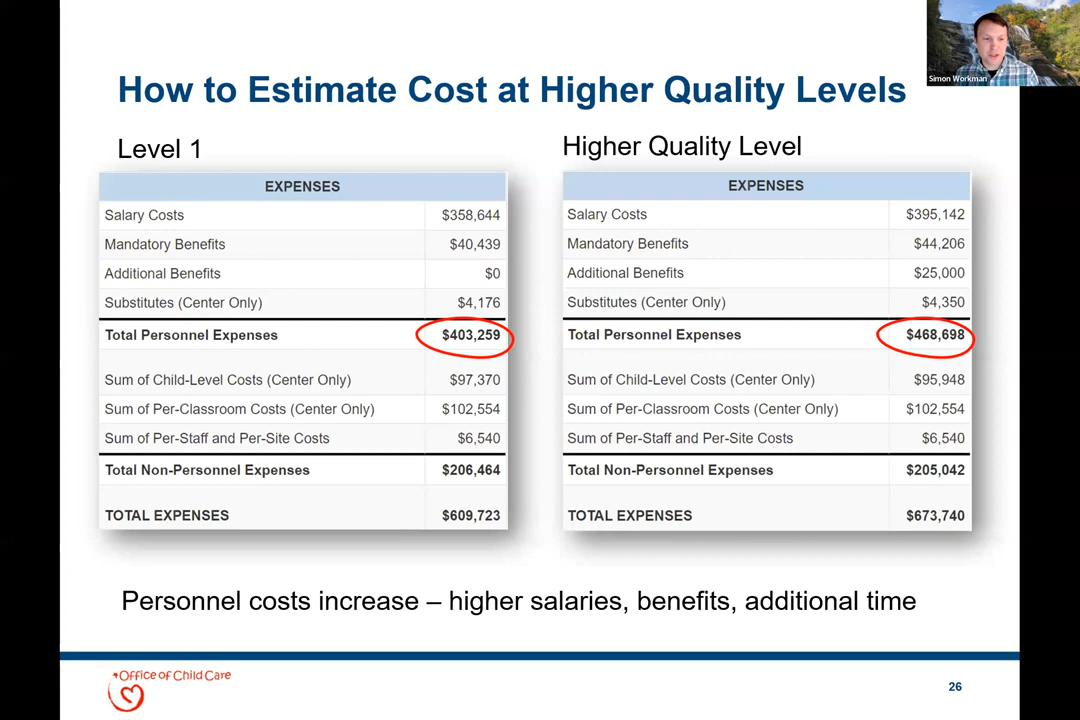 Simon Workman
How to Estimate Cost at Higher Quality Levels
Level 1
EXPENSES
Salary Costs $358,644
Mandatory Benefits $40,439
Additional Benefits $0
Substitutes (Center Only) $4,176
Total Personnel Expenses $403,259
Sum of Child-Level Costs (Center Only) $97,370
Sum of Per-Classroom Costs (Center Only) $102,554
Sum of Per-Staff and Per-Site Costs $6,540
Total Non-Personnel Expenses $206,464
TOTAL EXPENSES $609,723
Higher Quality Level
EXPENSES
Salary Costs $395,142
Mandatory Benefits $44,206
Additional Benefits $25,000
Substitutes (Center Only) $4,350
Total Personnel Expenses $468,698
Sum of Child-Level Costs (Center Only) $95,948
Sum of Per-Classroom Costs (Center Only) $102,554
Sum of Per-Staff and Per-Site Costs $6,540
Total Non-Personnel Expenses $205,042
TOTAL EXPENSES $673,740
Personnel costs increase – higher salaries, benefits, additional time
Office of Child Care
26